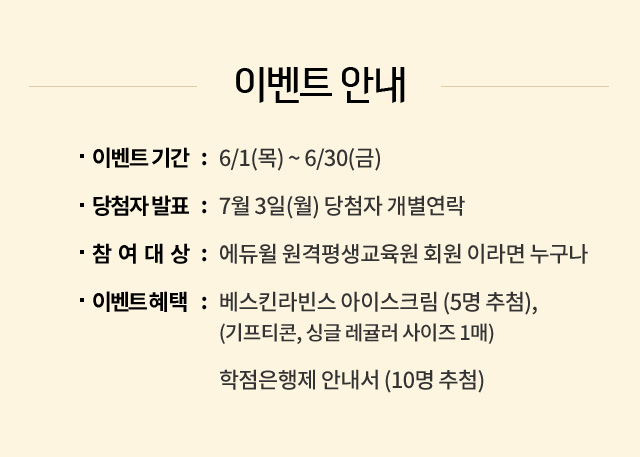 이벤트 안내
· 이벤트 기간 : 6/1(목) ~ 6/30(금)
· 당첨자 발표 : 7월 3일(월) 당첨자 개별연락
· 참 여 대 상 : 에듀윌 원격평생교육원 회원 이라면 누구나
· 이벤트 혜택 : 베스킨라빈스 아이스크림 (5명 추첨),
(기프티콘, 싱글 레귤러 사이즈 1매)
학점은행제 안내서 (10명 추첨)